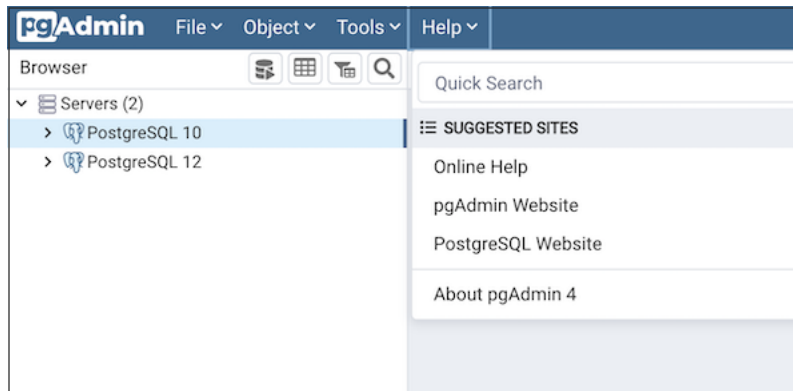 pgAdmin File Object Tools Help
Browser
Quick Search
Servers (2)
PostgreSQL 10
PostgreSQL 12
SUGGESTED SITES
Online Help
pgAdmin Website
PostgreSQL Website
About pgAdmin 4